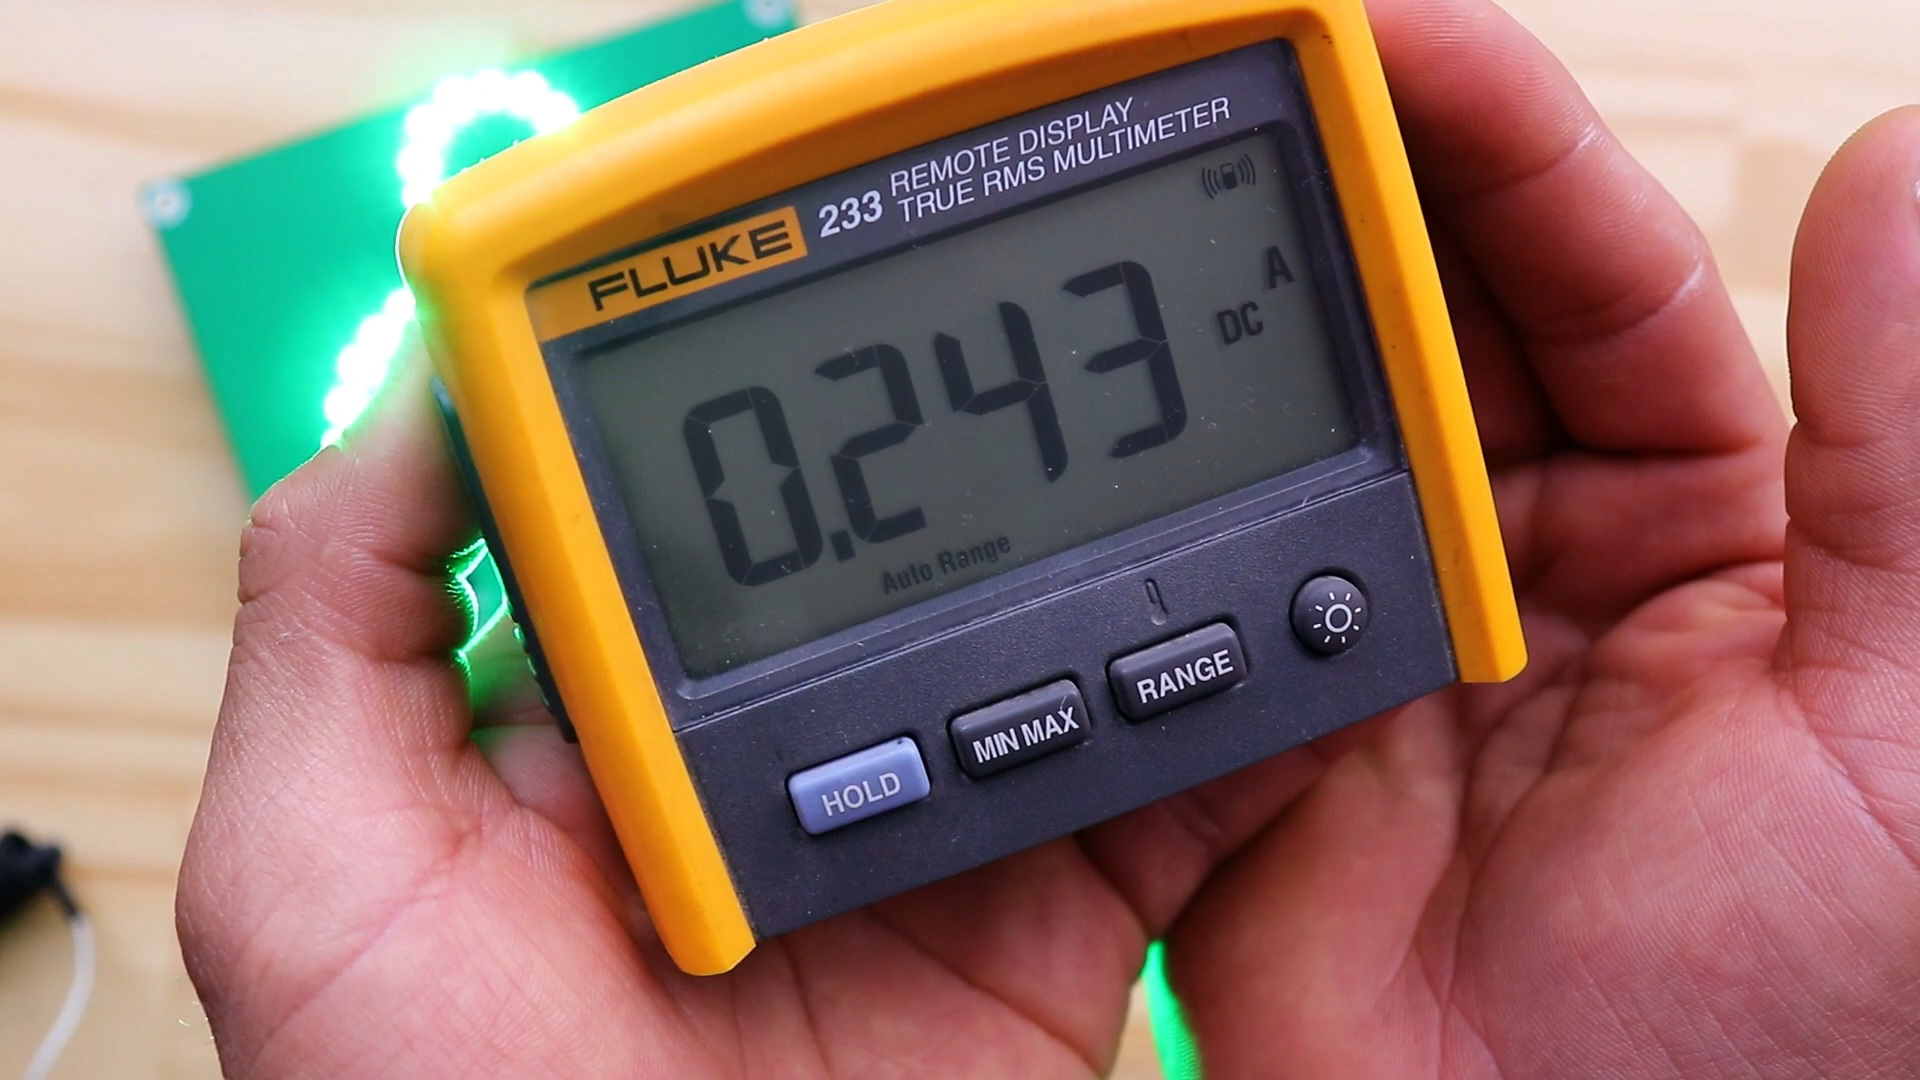 FLUKE 233 REMOTE DISPLAY
TRUE RMS MULTIMETER
A
DC
0.243
Auto Range
HOLD MIN MAX RANGE